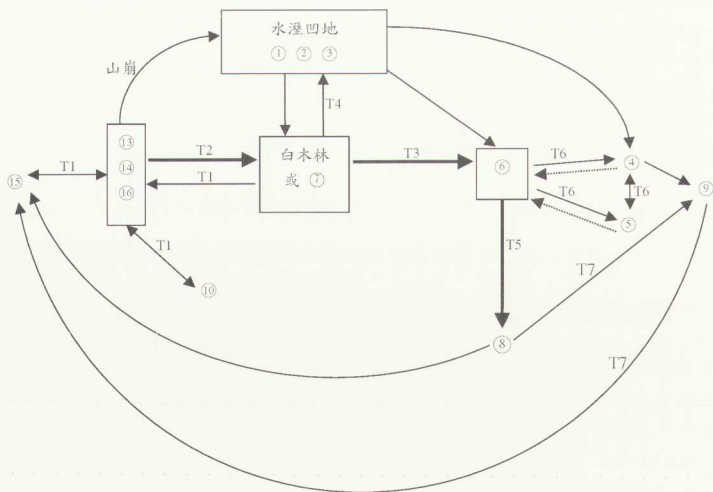 水溼凹地
① ② ③
山崩
T4
⑬
⑭
⑯
T2
T1
白木林
或 ⑦
T3
⑥
T6
④
T6
T6
⑤
⑨
⑮
T1
T1
⑩
T5
T7
⑧
T7